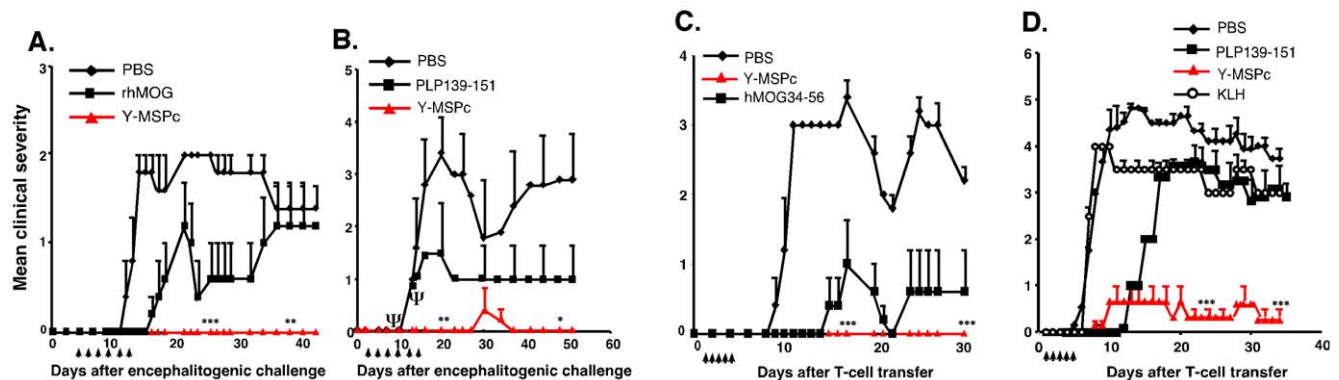 A.
PBS
rhMOG
Y-MSPc
Mean clinical severity
3
2
1
0
***
**
0 20 40
Days after encephalitogenic challenge
B.
PBS
PLP139-151
Y-MSPc
5
4
3
2
1
0
Ψ
Ψ
**
*
0 10 20 30 40 50 60
Days after encephalitogenic challenge
C.
PBS
Y-MSPc
hMOG34-56
4
3
2
1
0
***
***
0 10 20 30
Days after T-cell transfer
D.
PBS
PLP139-151
Y-MSPc
KLH
6
5
4
3
2
1
0
***
***
0 10 20 30 40
Days after T-cell transfer